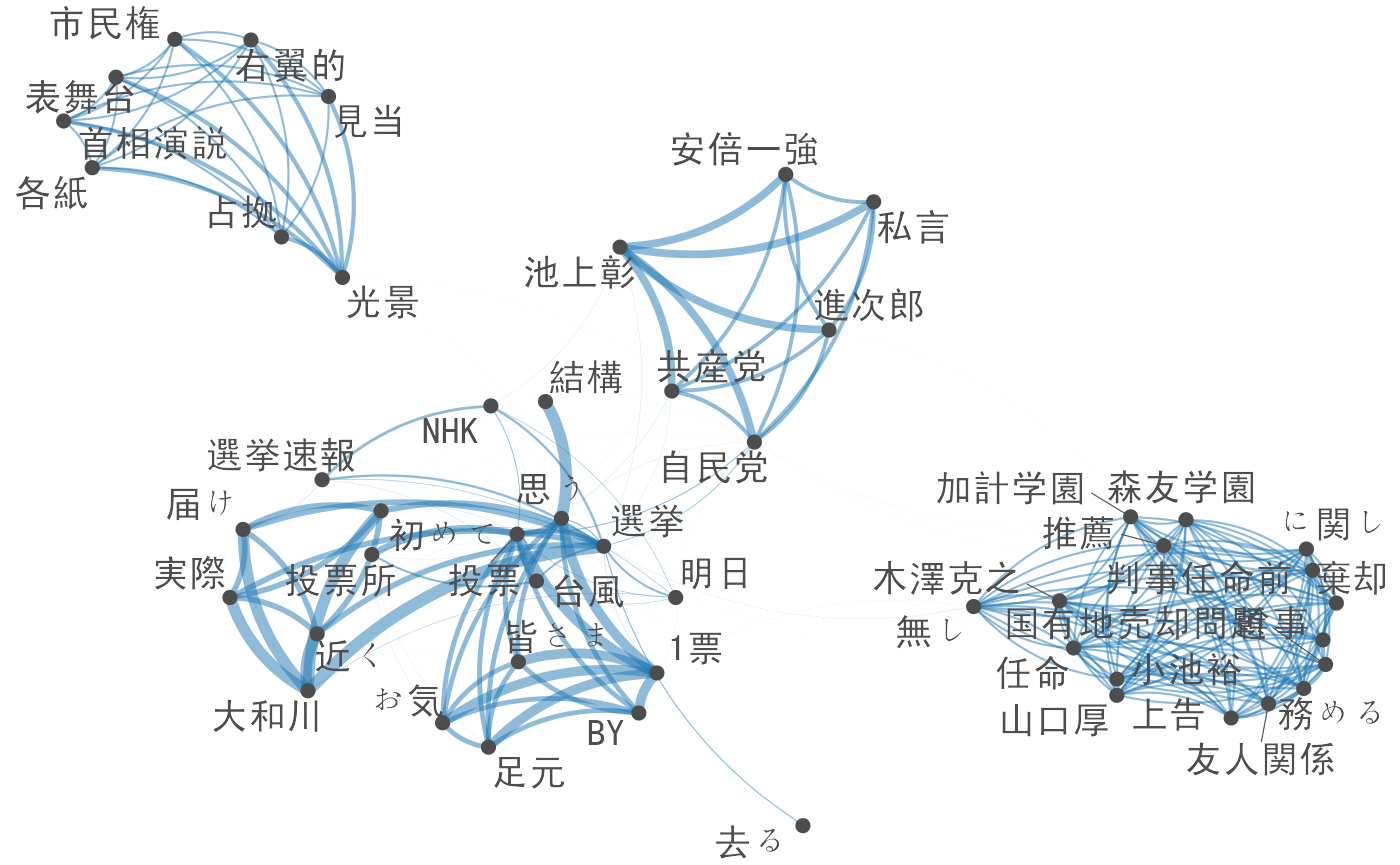 市民権
右翼的
表舞台
見当
首相演説
各紙
占拠
光景
安倍一強
私言
池上彰
進次郎
共産党
結構
NHK
自民党
選挙速報
届け
思う
選挙
初めて
実際
投票所
投票
台風
明日
皆さま
1票
近く
お気
大和川
BY
足元
去る
加計学園
森友学園
に関し
推薦
木澤克之
判事任命前
棄却
無し
国有地売却問題
幹事
任命
小池裕
山口厚
上告
務める
友人関係